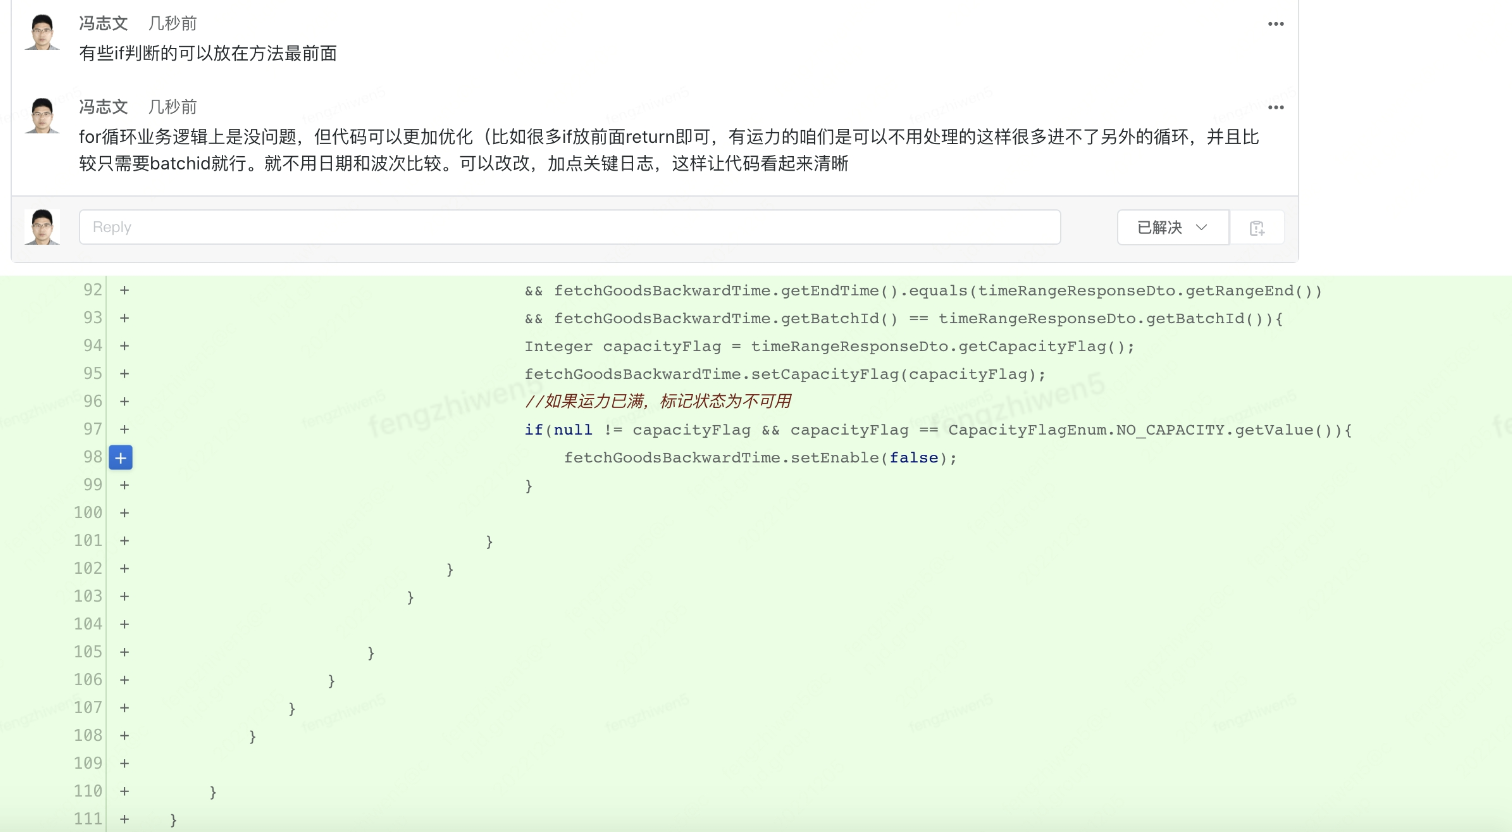 冯志文 几秒前
有些if判断的可以放在方法最前面
冯志文 几秒前
for循环业务逻辑上是没问题，但代码可以更加优化（比如很多if放前面return即可，有运力的咱们是可以不用处理的这样很多进不了另外的循环，并且比
较只需要batchid就行。就不用日期和波次比较。可以改改，加点关键日志，这样让代码看起来清晰
Reply 已解决
92 + && fetchGoodsBackwardTime.getEndTime().equals(timeRangeResponseDto.getRangeEnd())
93 + && fetchGoodsBackwardTime.getBatchId() == timeRangeResponseDto.getBatchId()){
94 + Integer capacityFlag = timeRangeResponseDto.getCapacityFlag();
95 + fetchGoodsBackwardTime.setCapacityFlag(capacityFlag);
96 + //如果运力已满，标记状态为不可用
97 + if(null != capacityFlag && capacityFlag == CapacityFlagEnum.NO_CAPACITY.getValue()){
98 + fetchGoodsBackwardTime.setEnable(false);
99 + }
100 +
101 + }
102 + }
103 + }
104 +
105 + }
106 + }
107 + }
108 + }
109 +
110 + }
111 + }
fengzhiwen5
fengzhiwen5